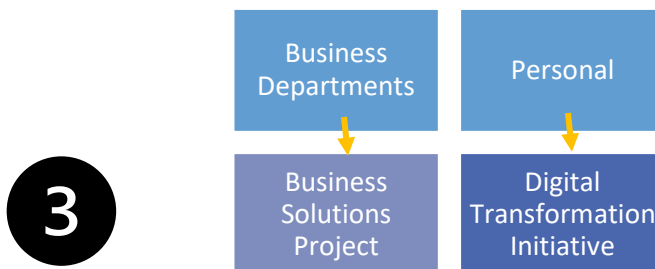 Business
Departments
Personal
3
Business
Solutions
Project
Digital
Transformation
Initiative